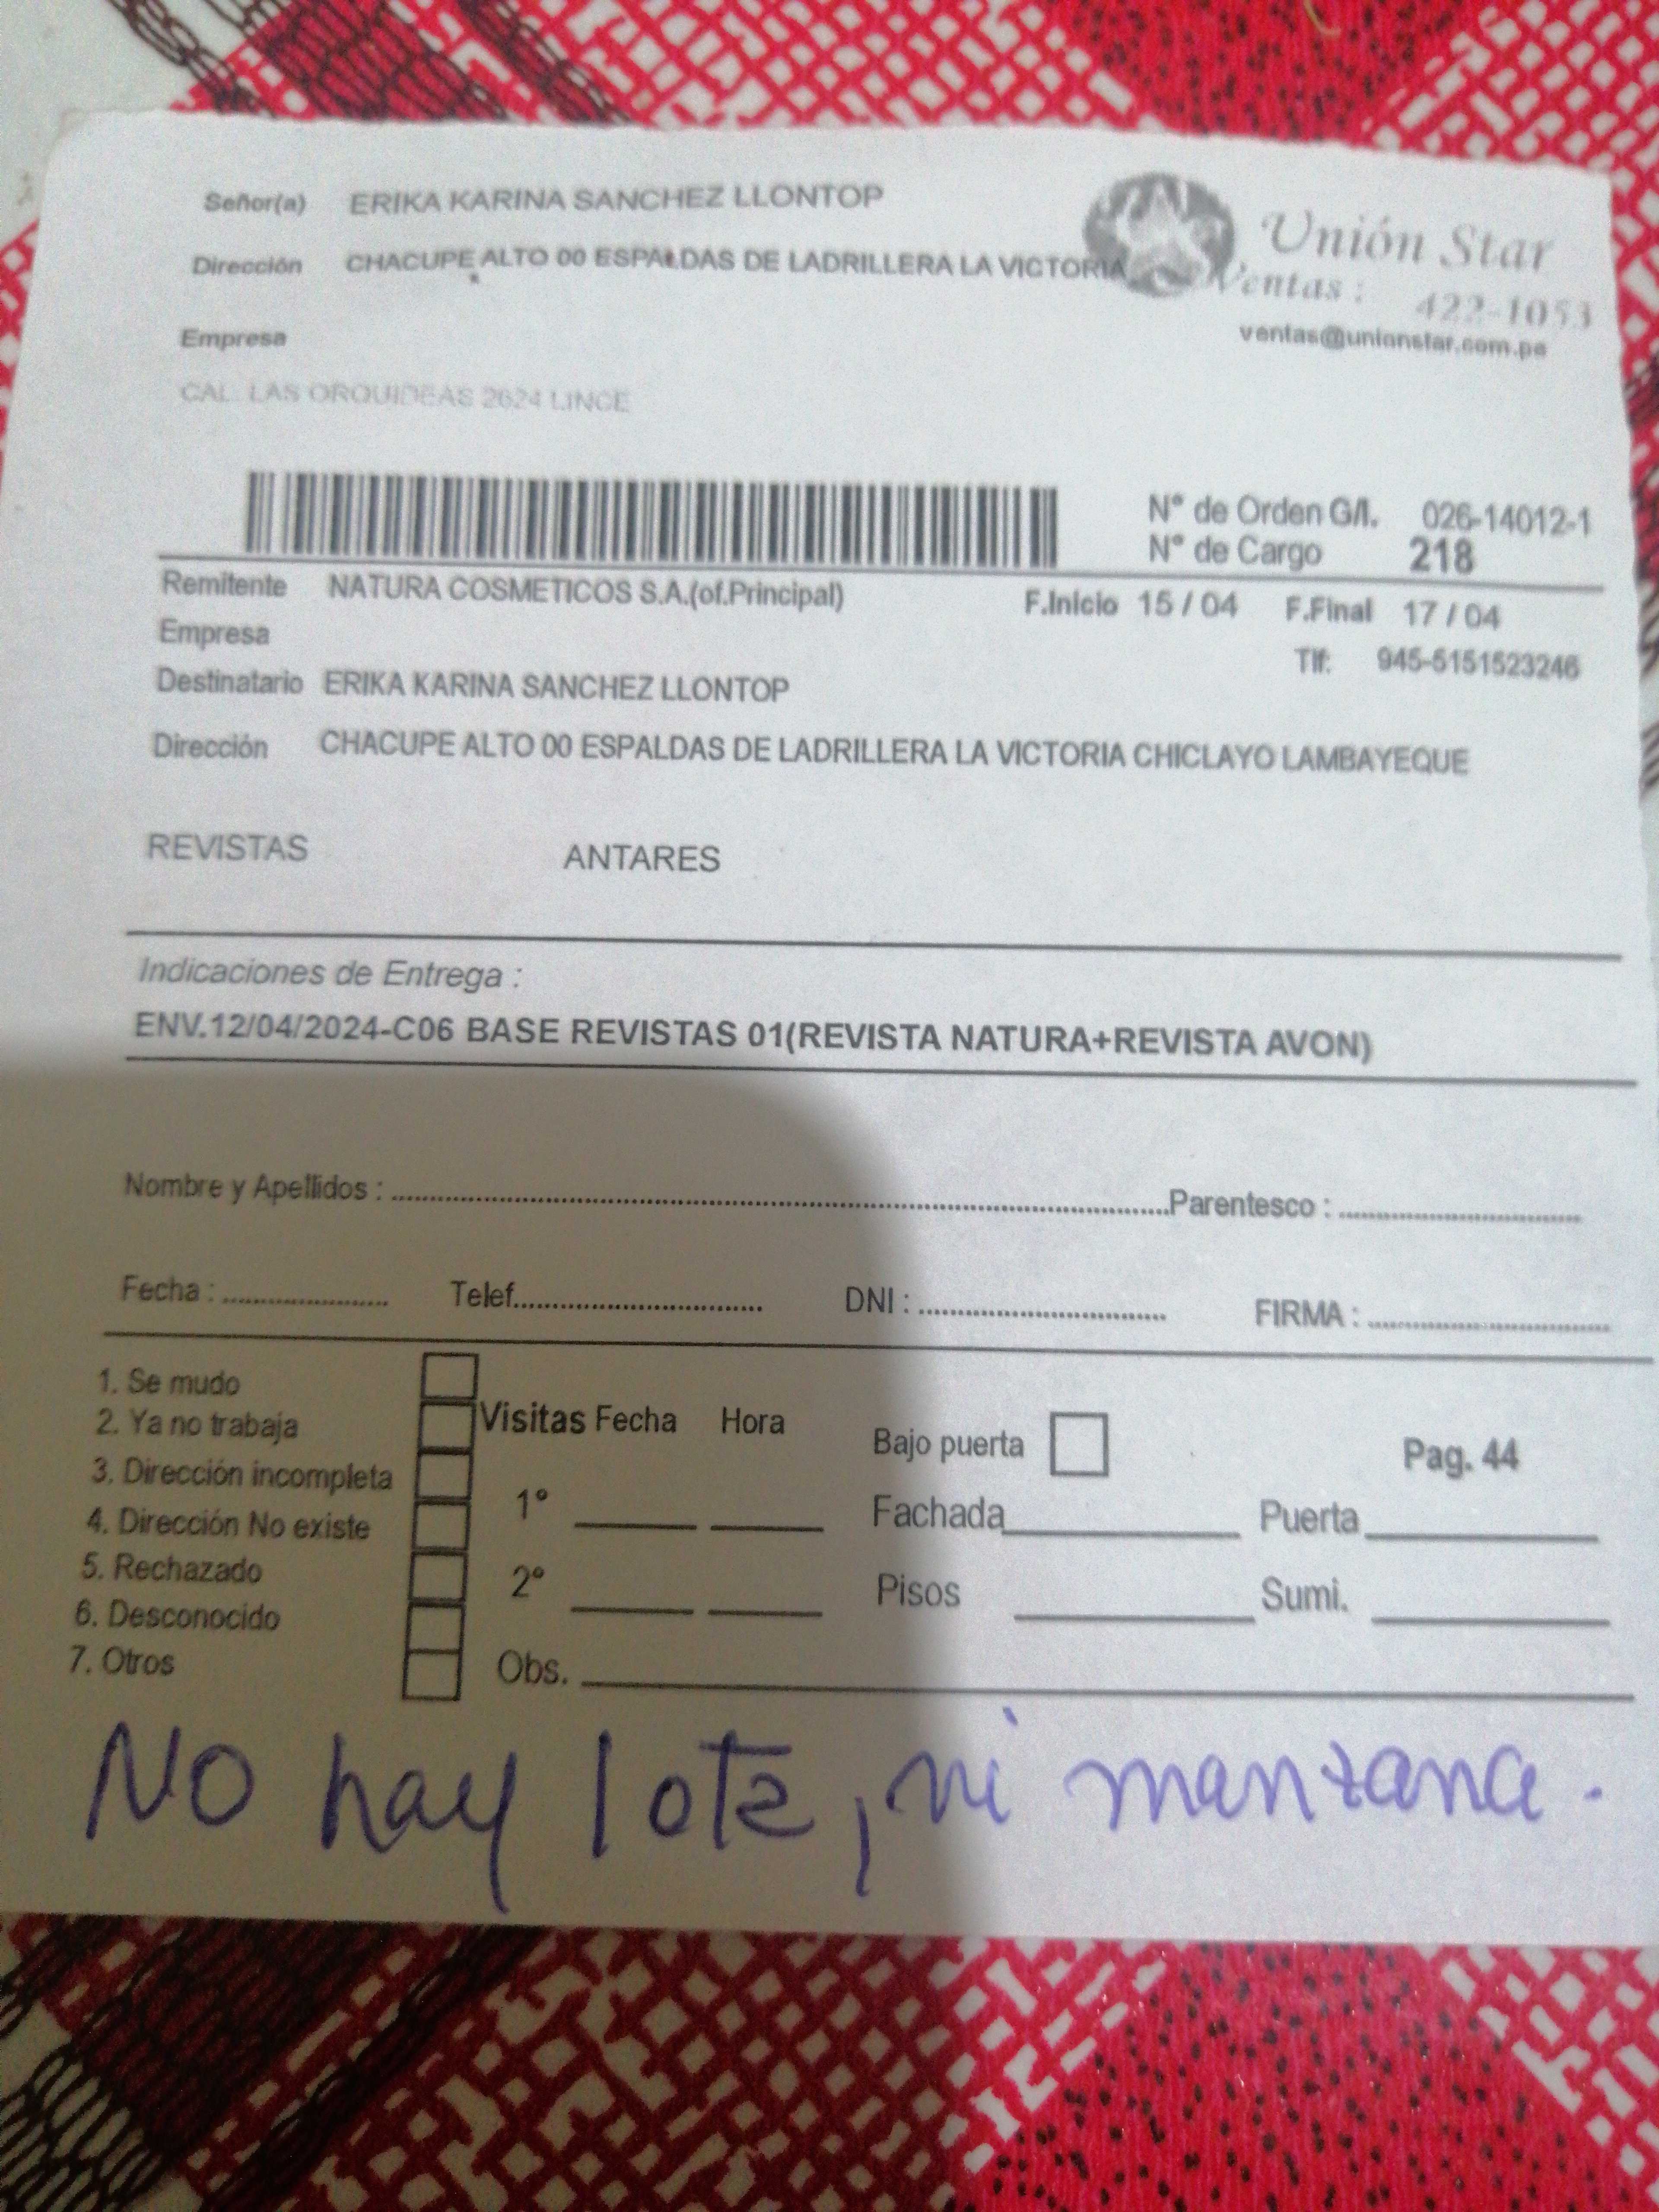 Señor(a) ERIKA KARINA SANCHEZ LLONTOP
Dirección CHACUPE ALTO 00 ESPALDAS DE LADRILLERA LA VICTORIA
Unión Star
Ventas : 422-1053
ventas@unionstar.com.pe
Empresa
CAL. LAS ORQUIDEAS 2624 LINCE
N° de Orden G/I. 026-14012-1
N° de Cargo 218
Remitente NATURA COSMETICOS S.A.(of.Principal) F.Inicio 15 / 04 F.Final 17 / 04
Empresa
Tlf: 945-5151523246
Destinatario ERIKA KARINA SANCHEZ LLONTOP
Dirección CHACUPE ALTO 00 ESPALDAS DE LADRILLERA LA VICTORIA CHICLAYO LAMBAYEQUE
REVISTAS ANTARES
Indicaciones de Entrega :
ENV.12/04/2024-C06 BASE REVISTAS 01(REVISTA NATURA+REVISTA AVON)
Nombre y Apellidos : Parentesco :
Fecha : Telef. DNI : FIRMA :
1. Se mudo
2. Ya no trabaja
3. Dirección incompleta
4. Dirección No existe
5. Rechazado
6. Desconocido
7. Otros
Visitas Fecha Hora
1°
2°
Obs.
Bajo puerta Pag. 44
Fachada Puerta
Pisos Sumi.
No hay lote, ni manzana.